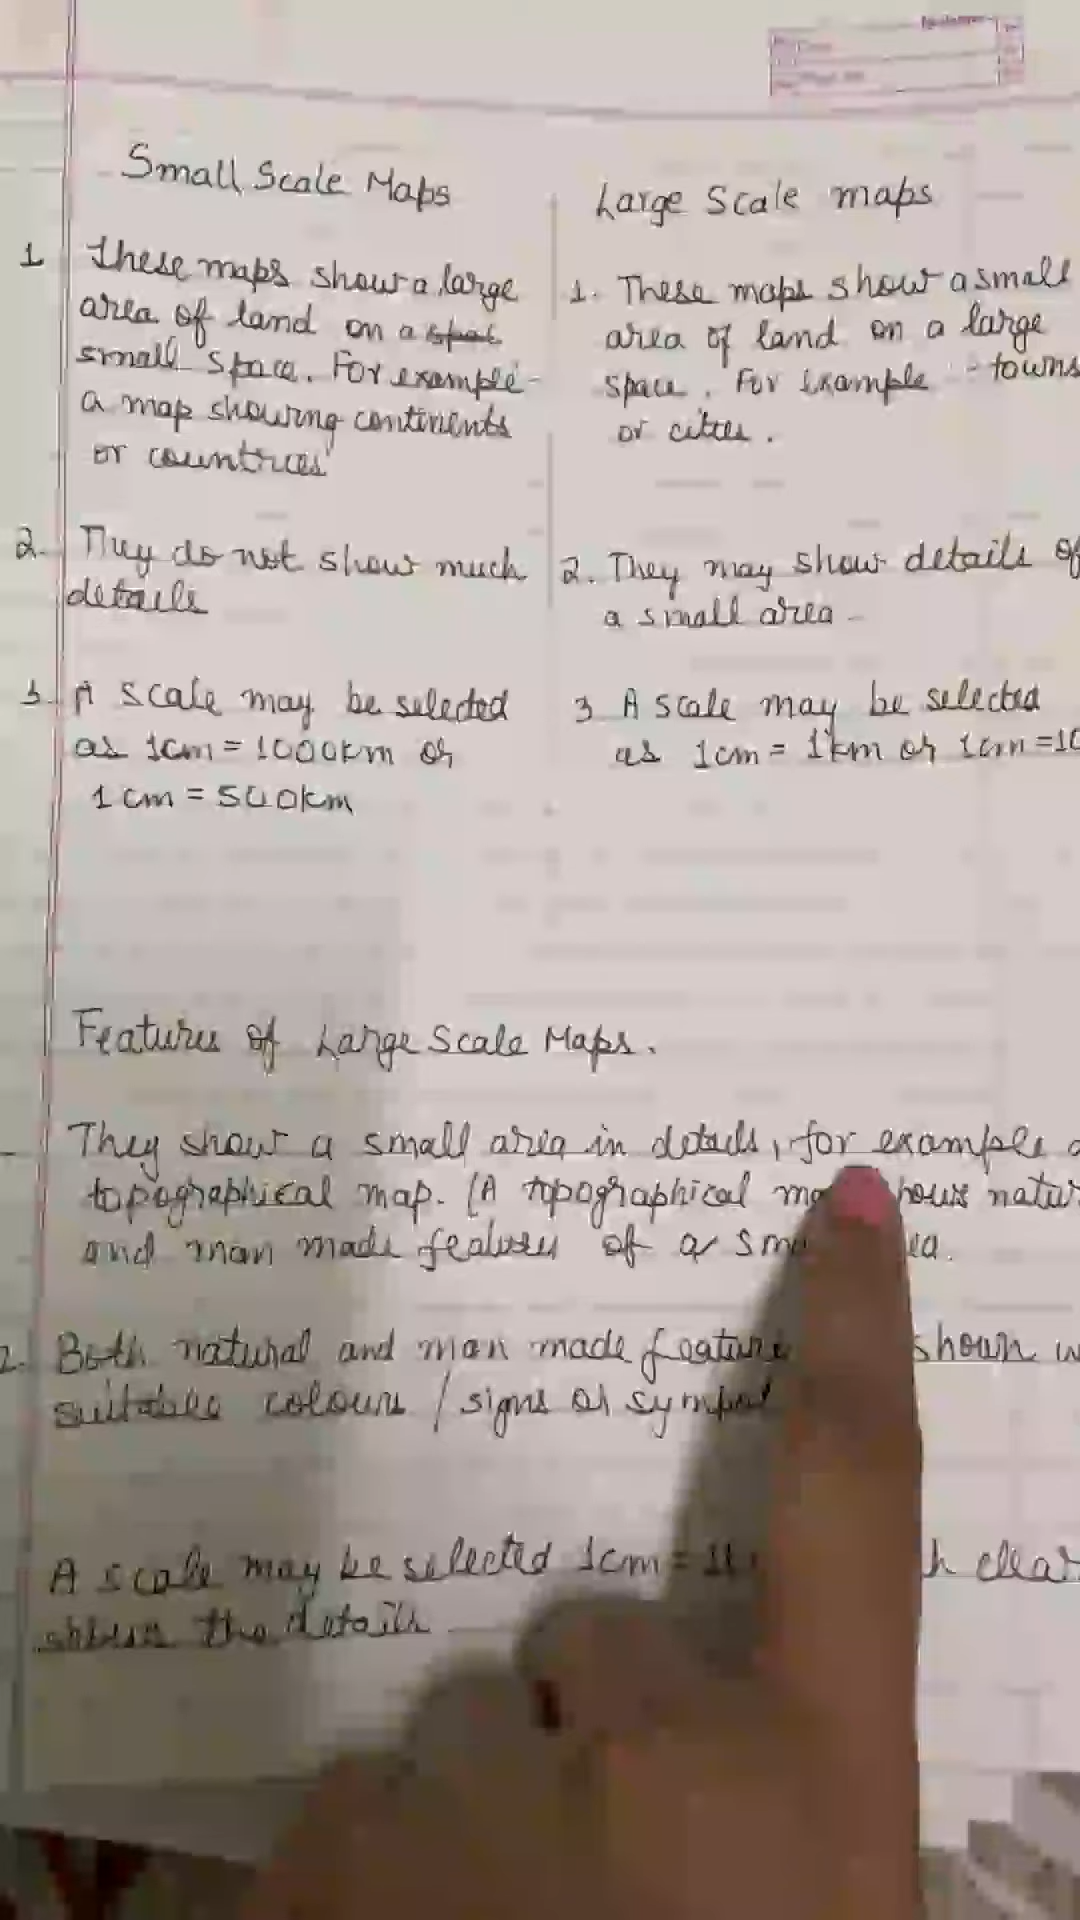 Small Scale Maps
1 These maps show a large
area of land on a
small space. For example -
a map showing continents
or countries
2. They do not show much
details
3. A scale may be selected
as 1cm = 1000km or
1cm = 500km
Large Scale maps
1. These maps show a small
area of land on a large
space. For example :- towns
or cities.
2. They may show details of
a small area -
3 A scale may be selected
as 1cm = 1km or 1cm =
Features of Large Scale Maps.
They show a small area in details, for example
topographical map. (A topographical
and man made features of a
2. Both natural and man made shown
suitable colours / signs or
A scale may be selected 1cm =
shows the details